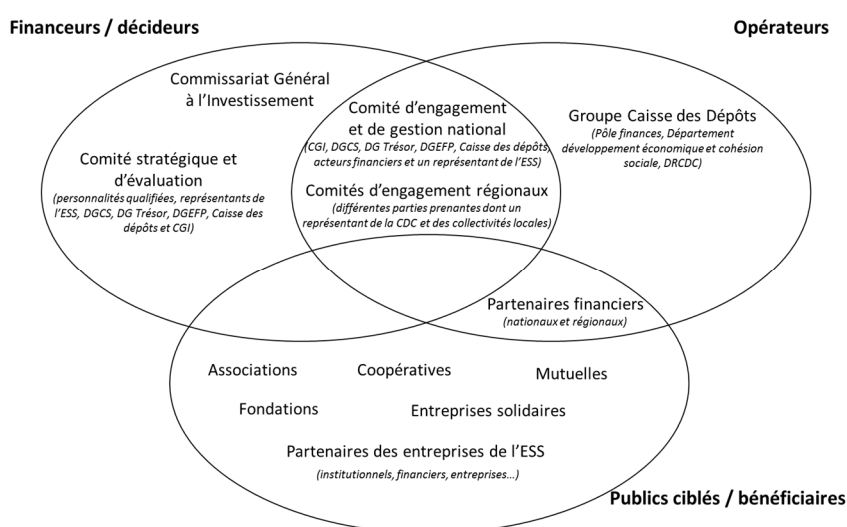 Financeurs / décideurs
Opérateurs
Commissariat Général
à l'Investissement
Comité d'engagement
et de gestion national
(CGI, DGCS, DG Trésor, DGEFP, Caisse des dépôts,
acteurs financiers et un représentant de l'ESS)
Groupe Caisse des Dépôts
(Pôle finances, Département
développement économique et cohésion
sociale, DRCDC)
Comité stratégique et
d'évaluation
(personnalités qualifiées, représentants de
l'ESS, DGCS, DG Trésor, DGEFP, Caisse des
dépôts et CGI)
Comités d'engagement régionaux
(différentes parties prenantes dont un
représentant de la CDC et des collectivités locales)
Partenaires financiers
(nationaux et régionaux)
Associations
Coopératives
Mutuelles
Fondations
Entreprises solidaires
Partenaires des entreprises de l'ESS
(institutionnels, financiers, entreprises…)
Publics ciblés / bénéficiaires